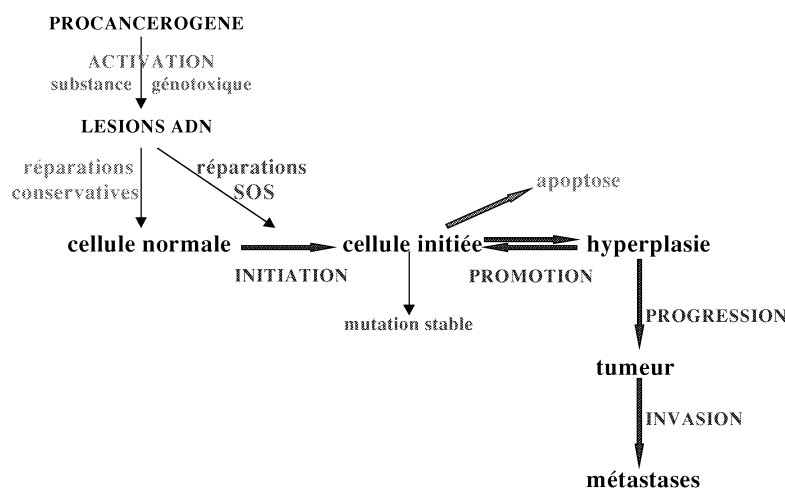 PROCANCEROGENE
ACTIVATION
substance génotoxique
LESIONS ADN
réparations
conservatives
réparations
SOS
apoptose
cellule normale
cellule initiée
hyperplasie
INITIATION
PROMOTION
mutation stable
PROGRESSION
tumeur
INVASION
métastases